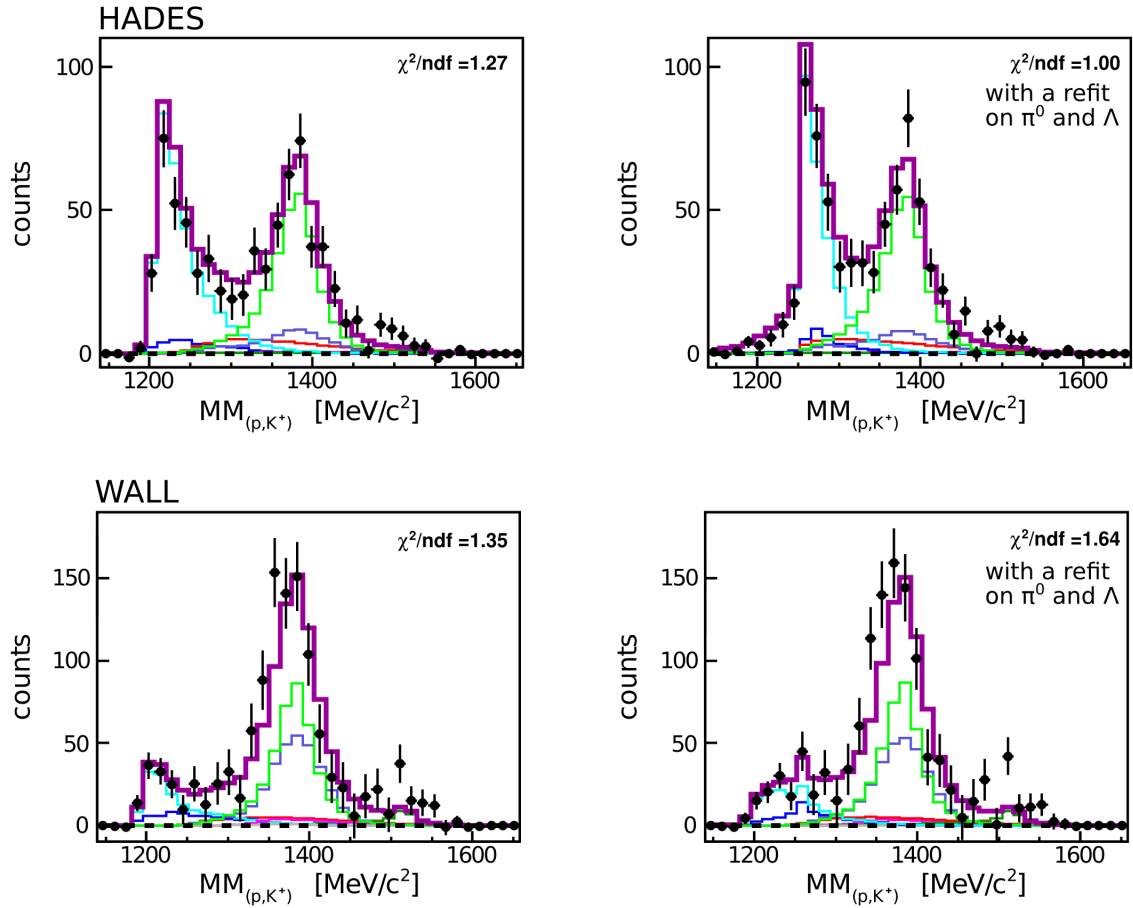 HADES
χ²/ndf =1.27
100
50
0
counts
1200
1400
1600
MM(p,K⁺) [MeV/c²]
χ²/ndf =1.00
with a refit
on π⁰ and Λ
100
50
0
counts
1200
1400
1600
MM(p,K⁺) [MeV/c²]
WALL
χ²/ndf =1.35
150
100
50
0
counts
1200
1400
1600
MM(p,K⁺) [MeV/c²]
χ²/ndf =1.64
with a refit
on π⁰ and Λ
150
100
50
0
counts
1200
1400
1600
MM(p,K⁺) [MeV/c²]